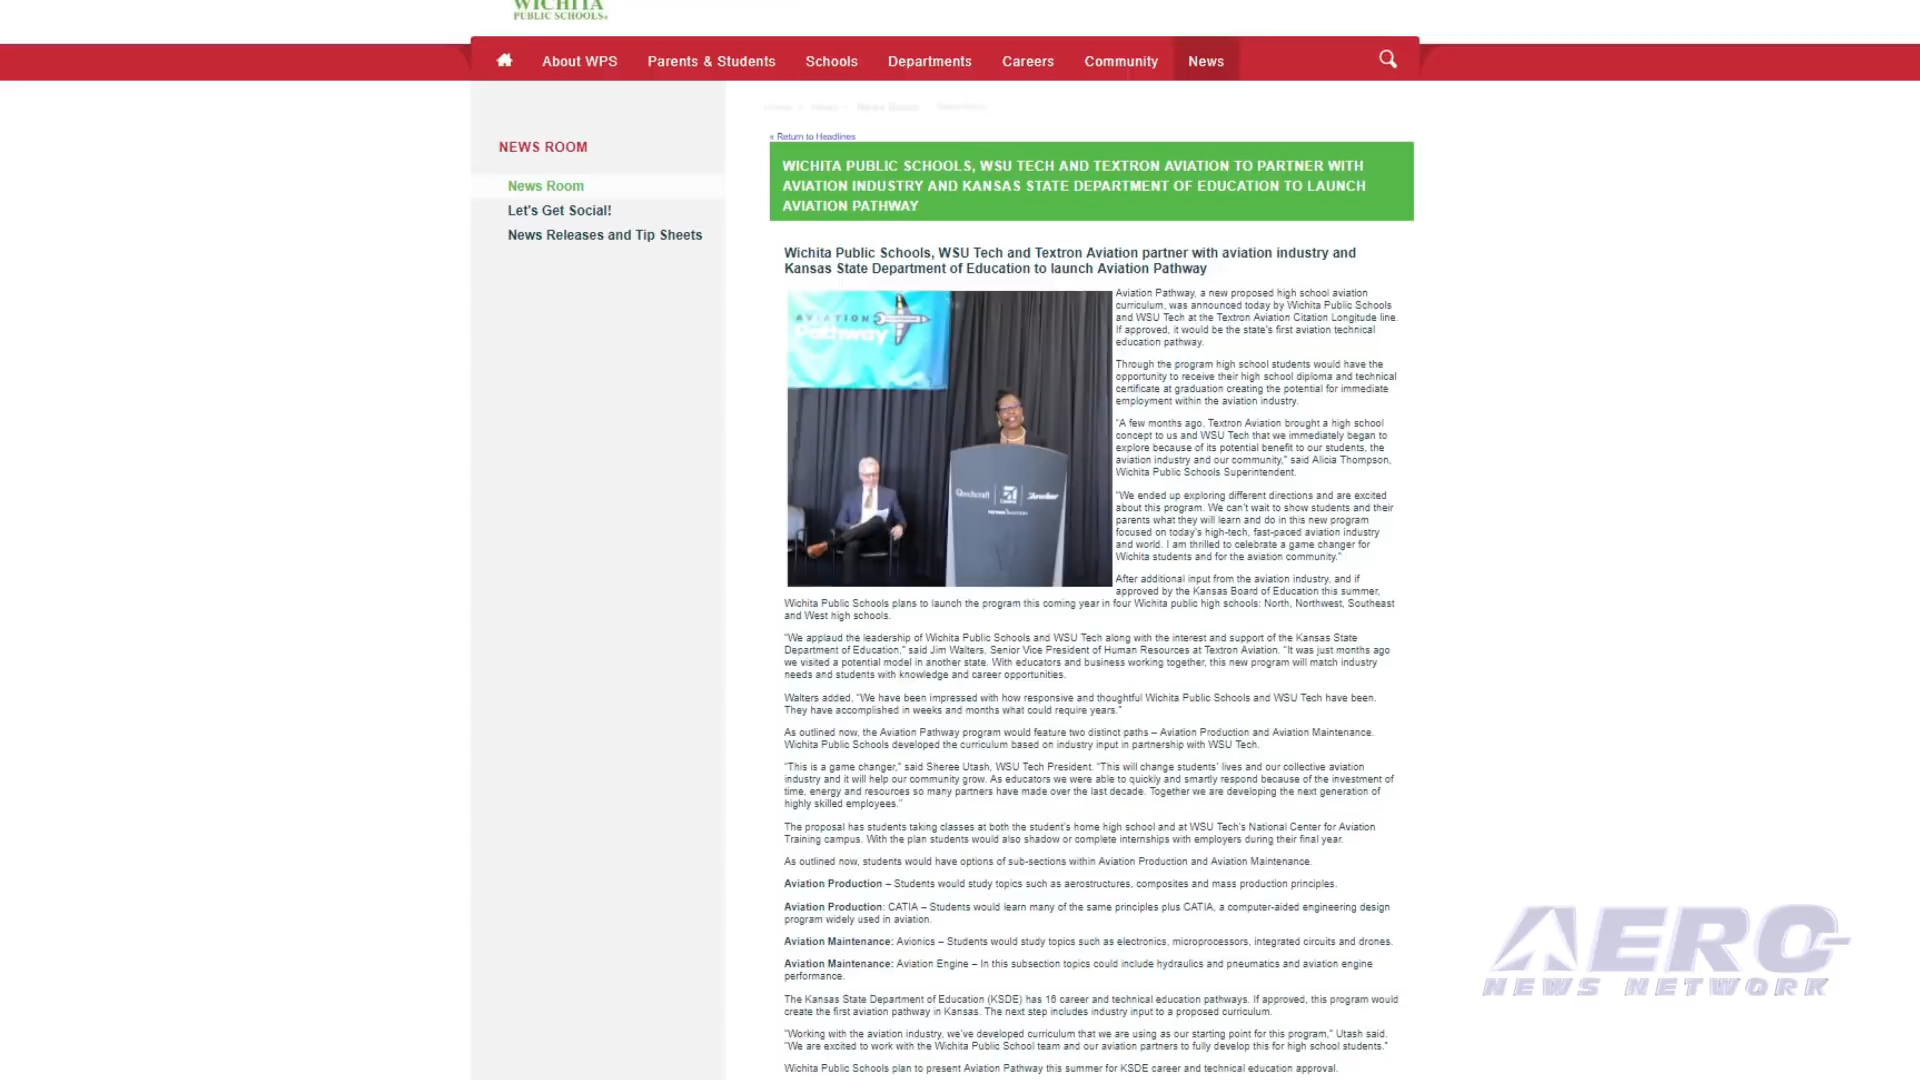 WICHITA
PUBLIC SCHOOLS
About WPS Parents & Students Schools Departments Careers Community News
NEWS ROOM
News Room
Let's Get Social!
News Releases and Tip Sheets
News Room
« Return to Headlines
WICHITA PUBLIC SCHOOLS, WSU TECH AND TEXTRON AVIATION TO PARTNER WITH
AVIATION INDUSTRY AND KANSAS STATE DEPARTMENT OF EDUCATION TO LAUNCH
AVIATION PATHWAY
Wichita Public Schools, WSU Tech and Textron Aviation partner with aviation industry and
Kansas State Department of Education to launch Aviation Pathway
AVIATION
Pathway
Beechcraft
TEXTRON AVIATION
Aviation Pathway, a new proposed high school aviation
curriculum, was announced today by Wichita Public Schools
and WSU Tech at the Textron Aviation Citation Longitude line.
If approved, it would be the state's first aviation technical
education pathway.
Through the program high school students would have the
opportunity to receive their high school diploma and technical
certificate at graduation creating the potential for immediate
employment within the aviation industry.
"A few months ago, Textron Aviation brought a high school
concept to us and WSU Tech that we immediately began to
explore because of its potential benefit to our students, the
aviation industry and our community," said Alicia Thompson,
Wichita Public Schools Superintendent.
"We ended up exploring different directions and are excited
about this program. We can't wait to show students and their
parents what they will learn and do in this new program
focused on today's high-tech, fast-paced aviation industry
and world. I am thrilled to celebrate a game changer for
Wichita students and for the aviation community."
After additional input from the aviation industry, and if
approved by the Kansas Board of Education this summer,
Wichita Public Schools plans to launch the program this coming year in four Wichita public high schools: North, Northwest, Southeast
and West high schools.
"We applaud the leadership of Wichita Public Schools and WSU Tech along with the interest and support of the Kansas State
Department of Education," said Jim Walters, Senior Vice President of Human Resources at Textron Aviation. "It was just months ago
we visited a potential model in another state. With educators and business working together, this new program will match industry
needs and students with knowledge and career opportunities.
Walters added, "We have been impressed with how responsive and thoughtful Wichita Public Schools and WSU Tech have been.
They have accomplished in weeks and months what could require years."
As outlined now, the Aviation Pathway program would feature two distinct paths – Aviation Production and Aviation Maintenance.
Wichita Public Schools developed the curriculum based on industry input in partnership with WSU Tech.
"This is a game changer," said Sheree Utash, WSU Tech President. "This will change students' lives and our collective aviation
industry and it will help our community grow. As educators we were able to quickly and smartly respond because of the investment of
time, energy and resources so many partners have made over the last decade. Together we are developing the next generation of
highly skilled employees."
The proposal has students taking classes at both the student's home high school and at WSU Tech's National Center for Aviation
Training campus. With the plan students would also shadow or complete internships with employers during their final year.
As outlined now, students would have options of sub-sections within Aviation Production and Aviation Maintenance.
Aviation Production – Students would study topics such as aerostructures, composites and mass production principles.
Aviation Production: CATIA – Students would learn many of the same principles plus CATIA, a computer-aided engineering design
program widely used in aviation.
Aviation Maintenance: Avionics – Students would study topics such as electronics, microprocessors, integrated circuits and drones.
Aviation Maintenance: Aviation Engine – In this subsection topics could include hydraulics and pneumatics and aviation engine
performance.
The Kansas State Department of Education (KSDE) has 16 career and technical education pathways. If approved, this program would
create the first aviation pathway in Kansas. The next step includes industry input to a proposed curriculum.
"Working with the aviation industry, we've developed curriculum that we are using as our starting point for this program," Utash said.
"We are excited to work with the Wichita Public School team and our aviation partners to fully develop this for high school students."
Wichita Public Schools plan to present Aviation Pathway this summer for KSDE career and technical education approval.
AERO
NEWS NETWORK